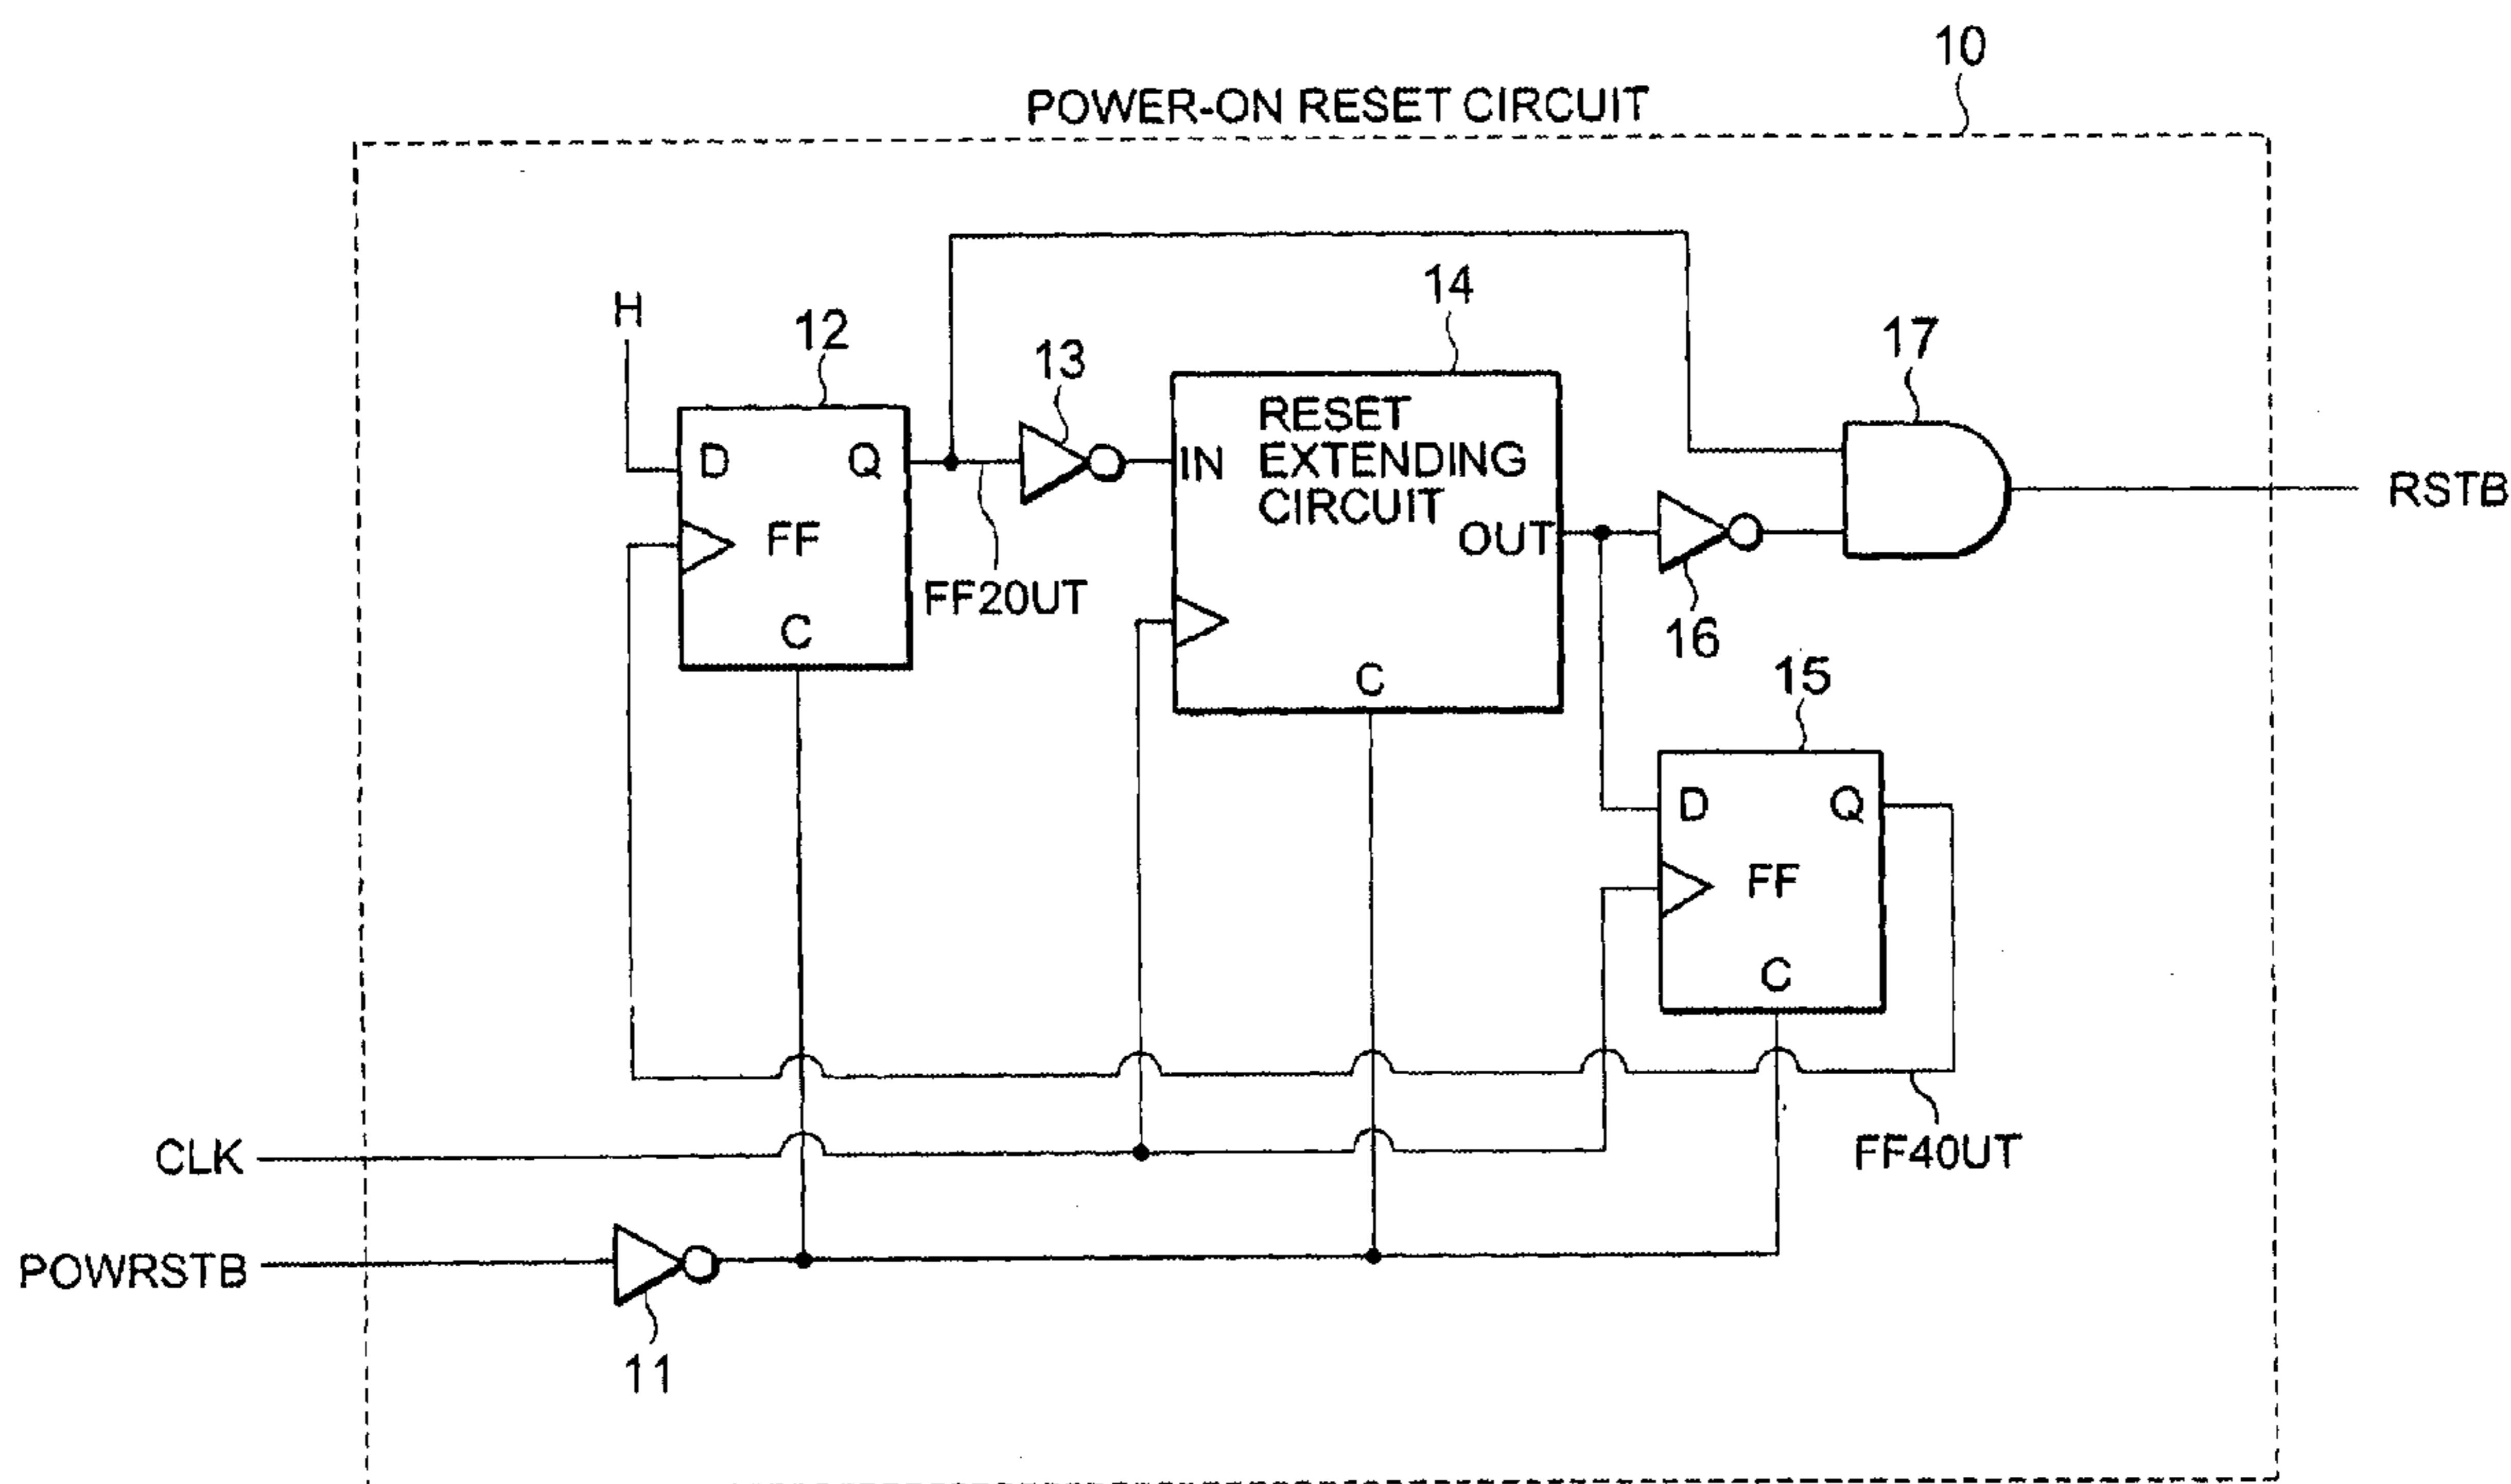 10
POWER-ON RESET CIRCUIT
H
12
13
14
17
D
Q
FF
C
FF2OUT
IN
RESET
EXTENDING
CIRCUIT
OUT
C
RSTB
16
15
D
Q
FF
C
FF4OUT
CLK
POWRSTB
11